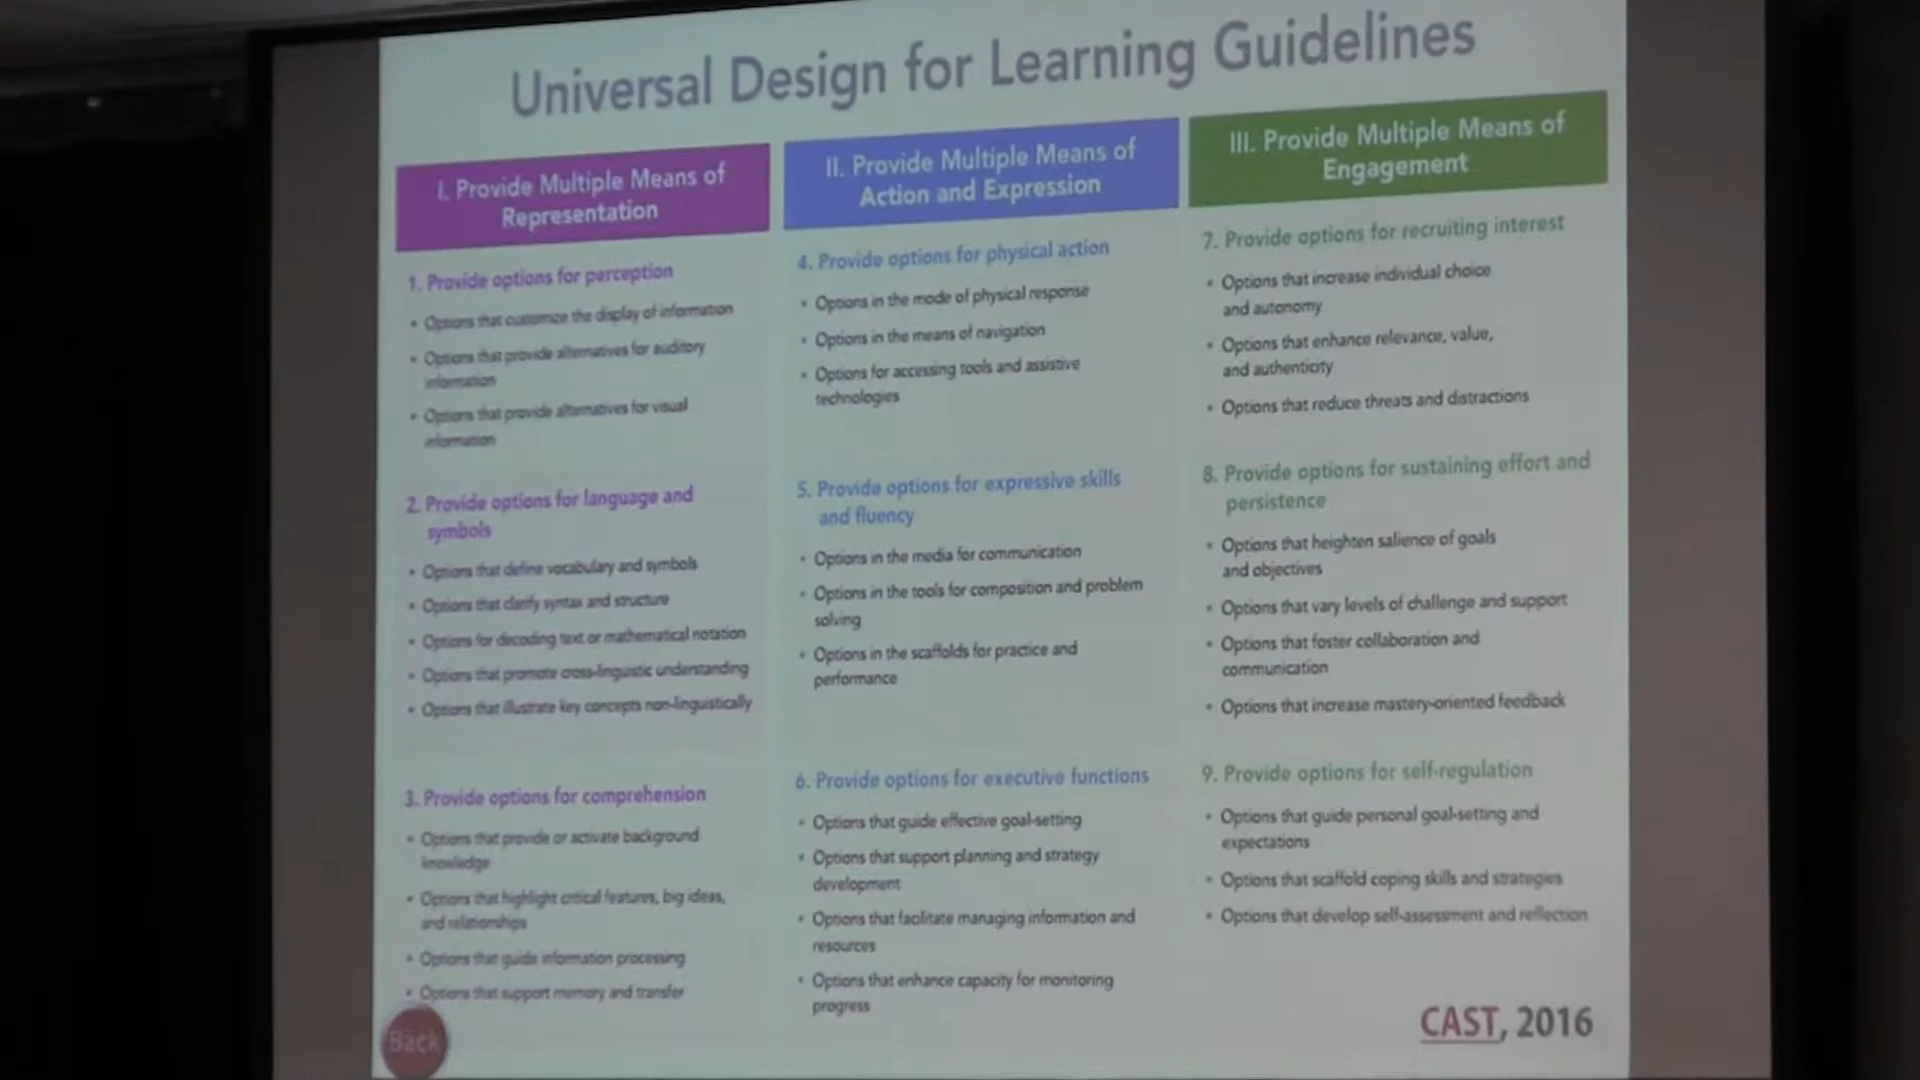 Universal Design for Learning Guidelines
I. Provide Multiple Means of
Representation
1. Provide options for perception
• Options that customize the display of information
• Options that provide alternatives for auditory
information
• Options that provide alternatives for visual
information
2. Provide options for language and
symbols
• Options that define vocabulary and symbols
• Options that clarify syntax and structure
• Options for decoding text or mathematical notation
• Options that promote cross-linguistic understanding
• Options that illustrate key concepts non-linguistically
3. Provide options for comprehension
• Options that provide or activate background
knowledge
• Options that highlight critical features, big ideas,
and relationships
• Options that guide information processing
• Options that support memory and transfer
II. Provide Multiple Means of
Action and Expression
4. Provide options for physical action
• Options in the mode of physical response
• Options in the means of navigation
• Options for accessing tools and assistive
technologies
5. Provide options for expressive skills
and fluency
• Options in the media for communication
• Options in the tools for composition and problem
solving
• Options in the scaffolds for practice and
performance
6. Provide options for executive functions
• Options that guide effective goal-setting
• Options that support planning and strategy
development
• Options that facilitate managing information and
resources
• Options that enhance capacity for monitoring
progress
III. Provide Multiple Means of
Engagement
7. Provide options for recruiting interest
• Options that increase individual choice
and autonomy
• Options that enhance relevance, value,
and authenticity
• Options that reduce threats and distractions
8. Provide options for sustaining effort and
persistence
• Options that heighten salience of goals
and objectives
• Options that vary levels of challenge and support
• Options that foster collaboration and
communication
• Options that increase mastery-oriented feedback
9. Provide options for self-regulation
• Options that guide personal goal-setting and
expectations
• Options that scaffold coping skills and strategies
• Options that develop self-assessment and reflection
Back
CAST, 2016